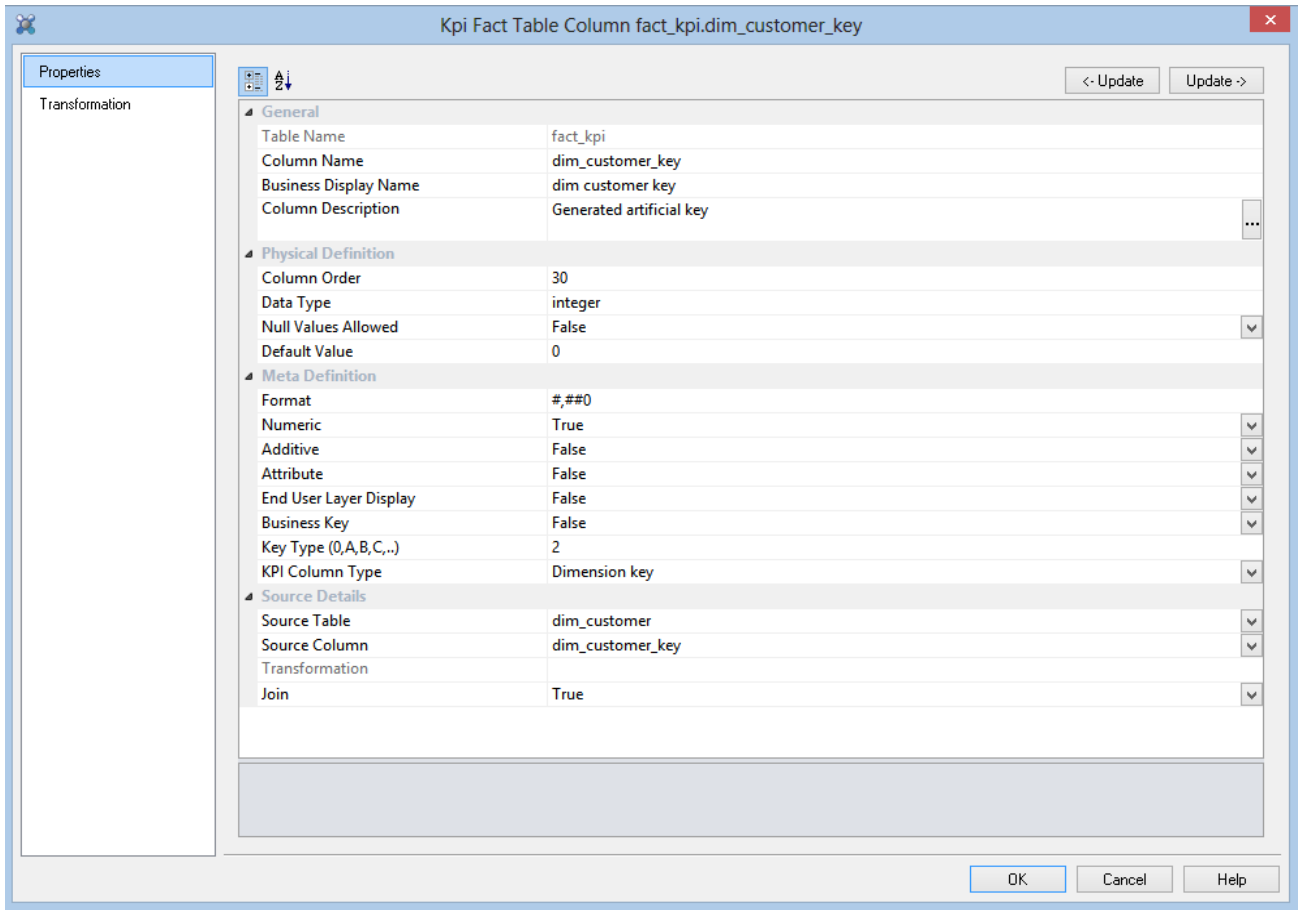 Kpi Fact Table Column fact_kpi.dim_customer_key
Properties
Transformation
<- Update Update ->
General
Table Name fact_kpi
Column Name dim_customer_key
Business Display Name dim customer key
Column Description Generated artificial key
...
Physical Definition
Column Order 30
Data Type integer
Null Values Allowed False
Default Value 0
Meta Definition
Format #,##0
Numeric True
Additive False
Attribute False
End User Layer Display False
Business Key False
Key Type (0,A,B,C,..) 2
KPI Column Type Dimension key
Source Details
Source Table dim_customer
Source Column dim_customer_key
Transformation
Join True
OK Cancel Help